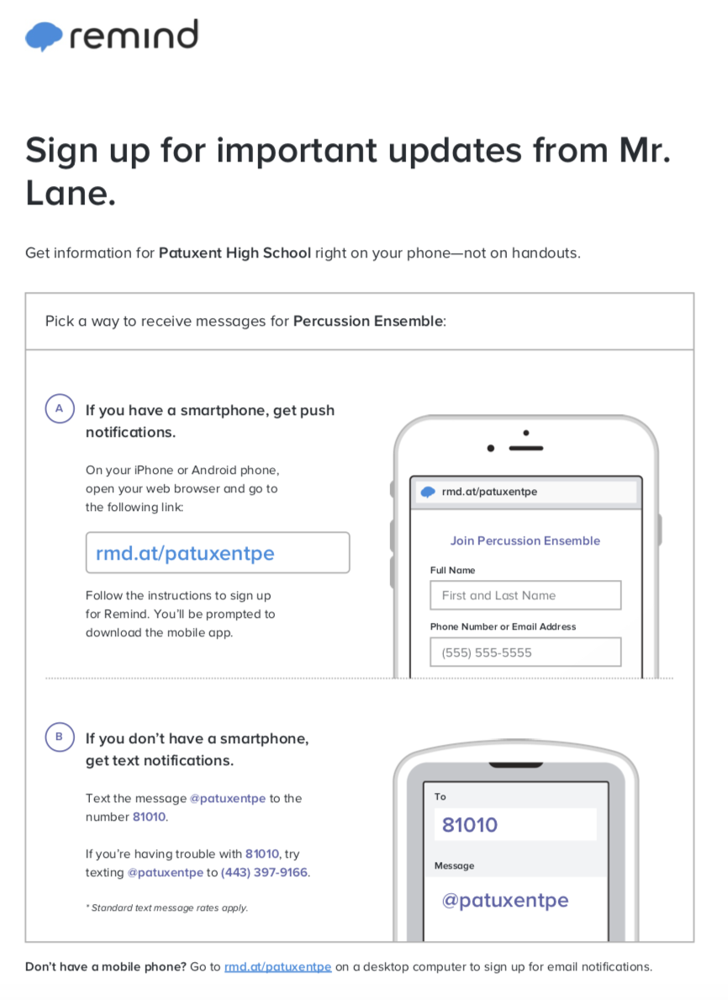 remind
Sign up for important updates from Mr.
Lane.
Get information for Patuxent High School right on your phone—not on handouts.
Pick a way to receive messages for Percussion Ensemble:
A
If you have a smartphone, get push
notifications.
On your iPhone or Android phone,
open your web browser and go to
the following link:
rmd.at/patuxentpe
Follow the instructions to sign up
for Remind. You’ll be prompted to
download the mobile app.
rmd.at/patuxentpe
Join Percussion Ensemble
Full Name
First and Last Name
Phone Number or Email Address
(555) 555-5555
B
If you don’t have a smartphone,
get text notifications.
Text the message @patuxentpe to the
number 81010.
If you’re having trouble with 81010, try
texting @patuxentpe to (443) 397-9166.
* Standard text message rates apply.
To
81010
Message
@patuxentpe
Don’t have a mobile phone? Go to rmd.at/patuxentpe on a desktop computer to sign up for email notifications.